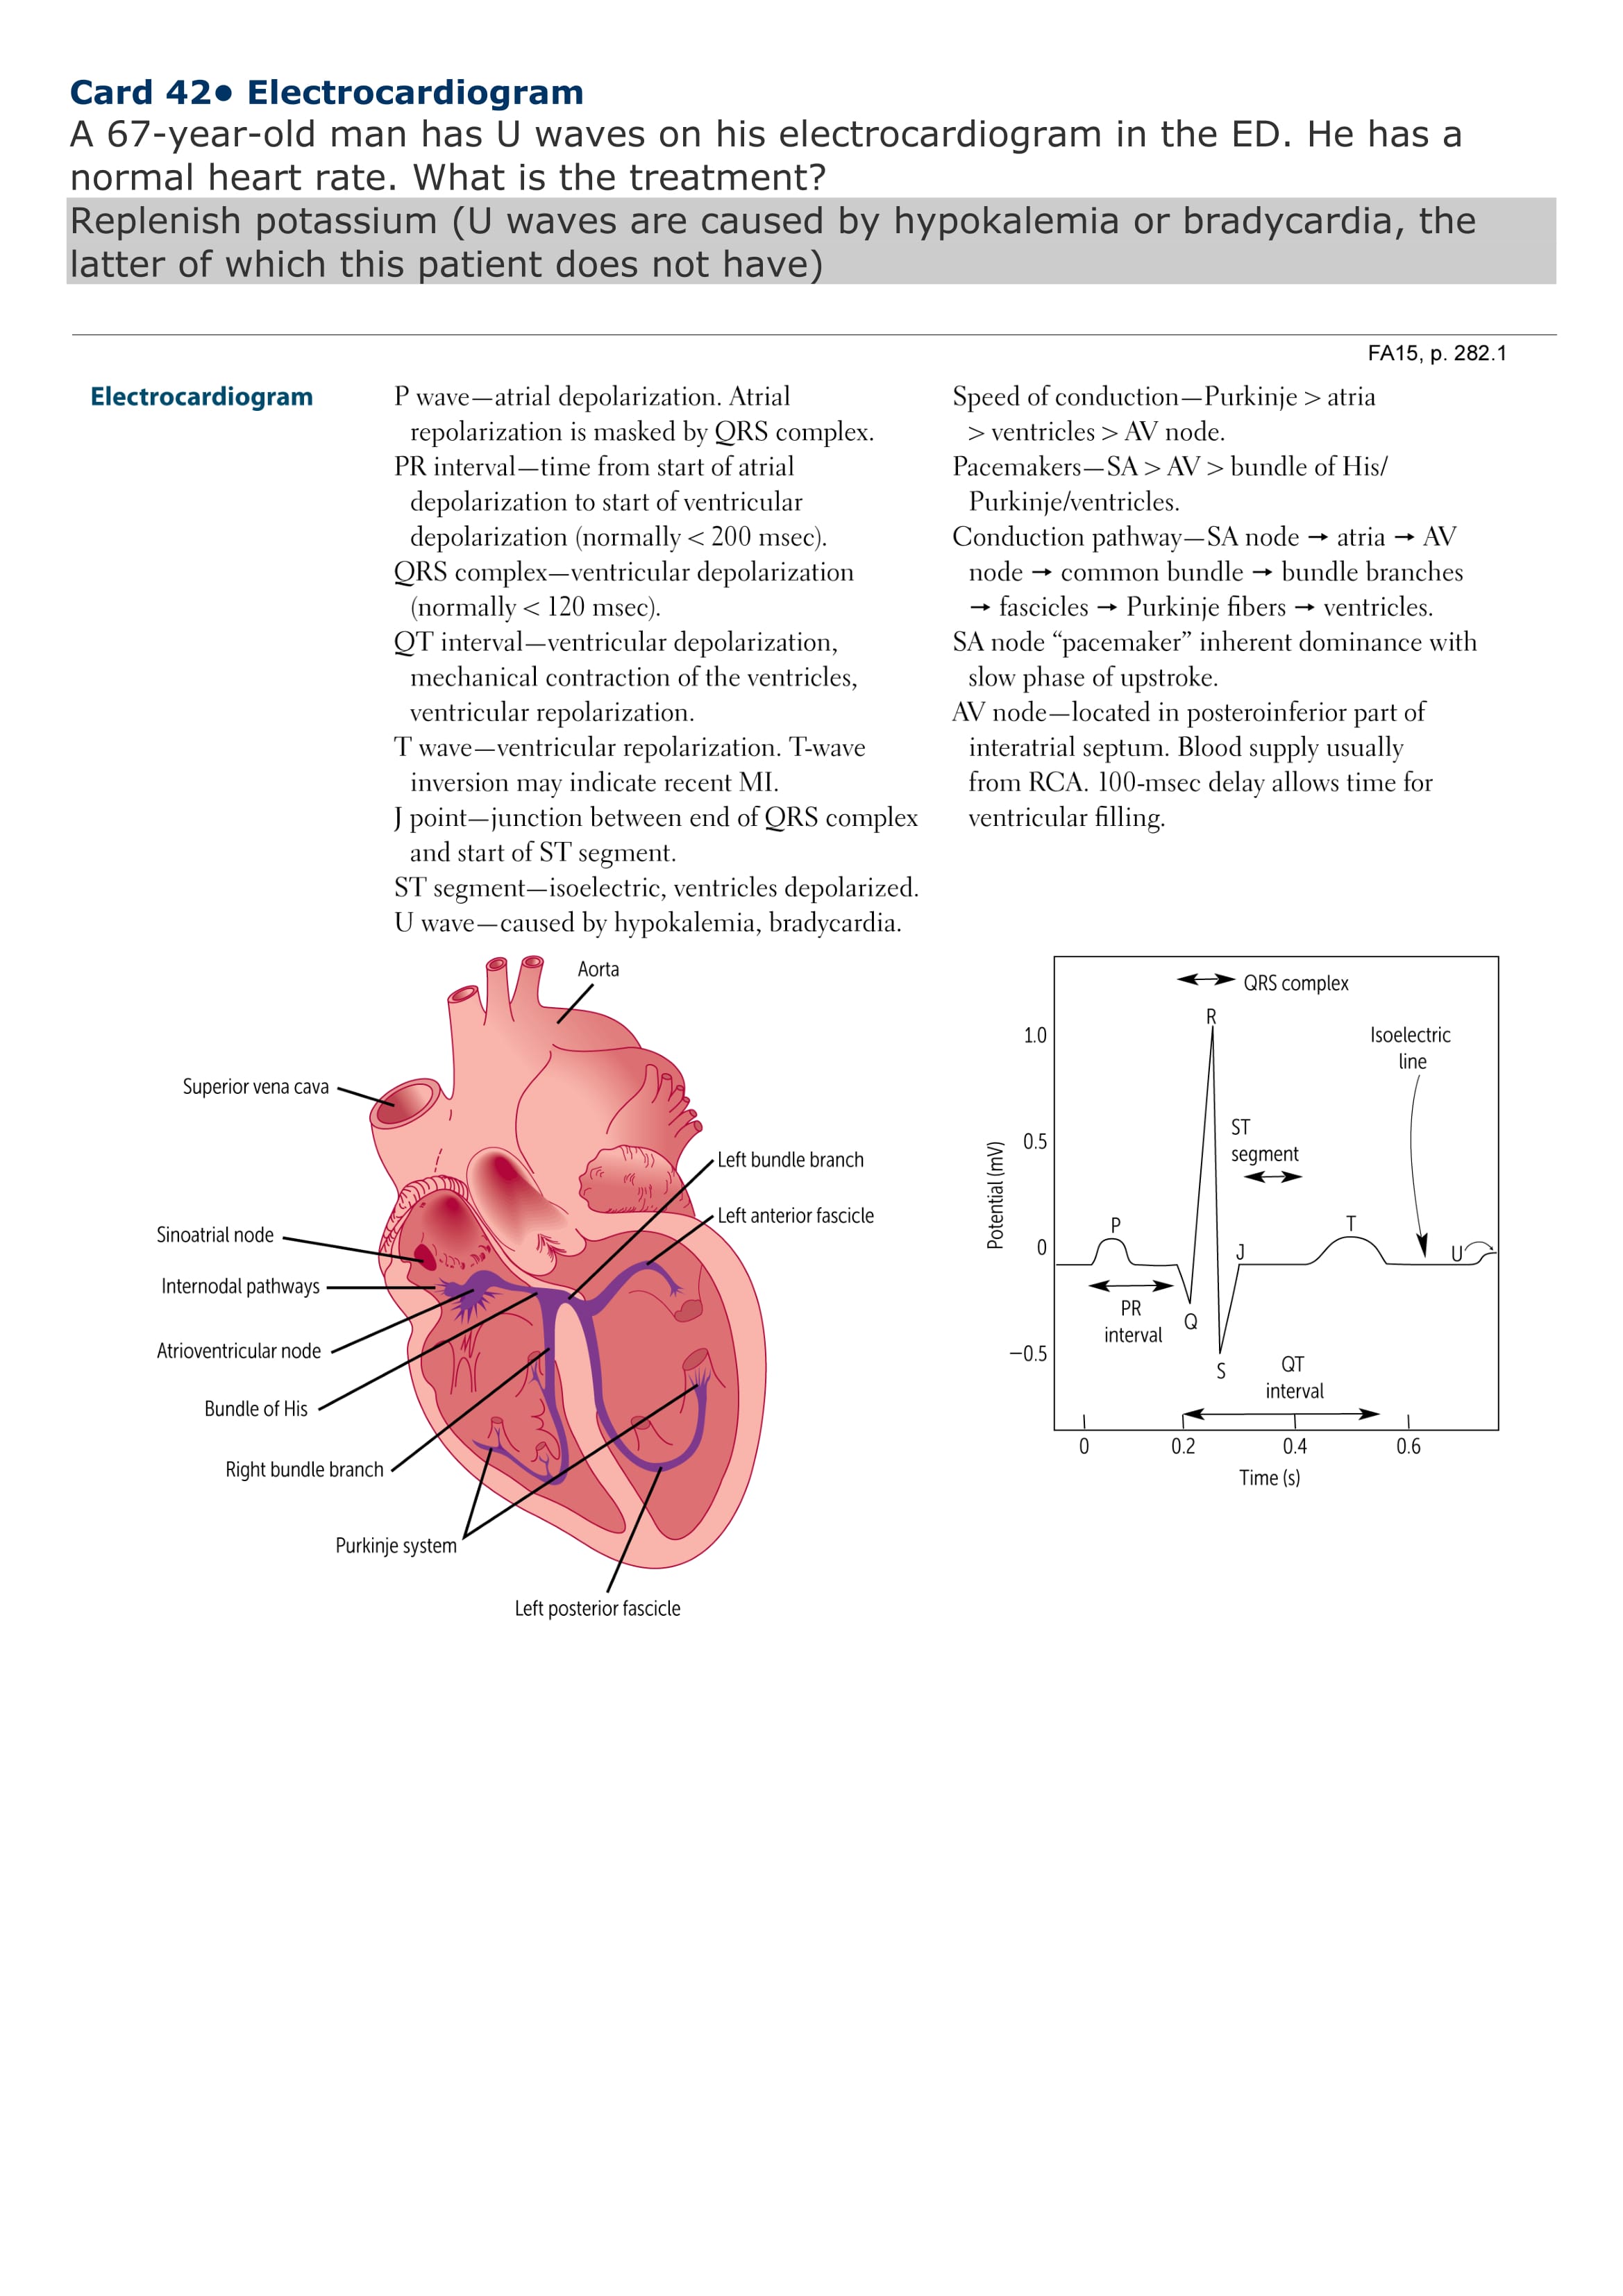 Card 42● Electrocardiogram
A 67-year-old man has U waves on his electrocardiogram in the ED. He has a
normal heart rate. What is the treatment?
Replenish potassium (U waves are caused by hypokalemia or bradycardia, the
latter of which this patient does not have)
FA15, p. 282.1
Electrocardiogram
P wave—atrial depolarization. Atrial
repolarization is masked by QRS complex.
PR interval—time from start of atrial
depolarization to start of ventricular
depolarization (normally < 200 msec).
QRS complex—ventricular depolarization
(normally < 120 msec).
QT interval—ventricular depolarization,
mechanical contraction of the ventricles,
ventricular repolarization.
T wave—ventricular repolarization. T-wave
inversion may indicate recent MI.
J point—junction between end of QRS complex
and start of ST segment.
ST segment—isoelectric, ventricles depolarized.
U wave—caused by hypokalemia, bradycardia.
Speed of conduction—Purkinje > atria
> ventricles > AV node.
Pacemakers—SA > AV > bundle of His/
Purkinje/ventricles.
Conduction pathway—SA node → atria → AV
node → common bundle → bundle branches
→ fascicles → Purkinje fibers → ventricles.
SA node “pacemaker” inherent dominance with
slow phase of upstroke.
AV node—located in posteroinferior part of
interatrial septum. Blood supply usually
from RCA. 100-msec delay allows time for
ventricular filling.
Aorta
Superior vena cava
Left bundle branch
Left anterior fascicle
Sinoatrial node
Internodal pathways
Atrioventricular node
Bundle of His
Right bundle branch
Purkinje system
Left posterior fascicle
QRS complex
R
1.0
Isoelectric
line
0.5
ST
segment
Potential (mV)
P
T
0
J
U
PR
interval
Q
−0.5
S
QT
interval
0
0.2
0.4
0.6
Time (s)